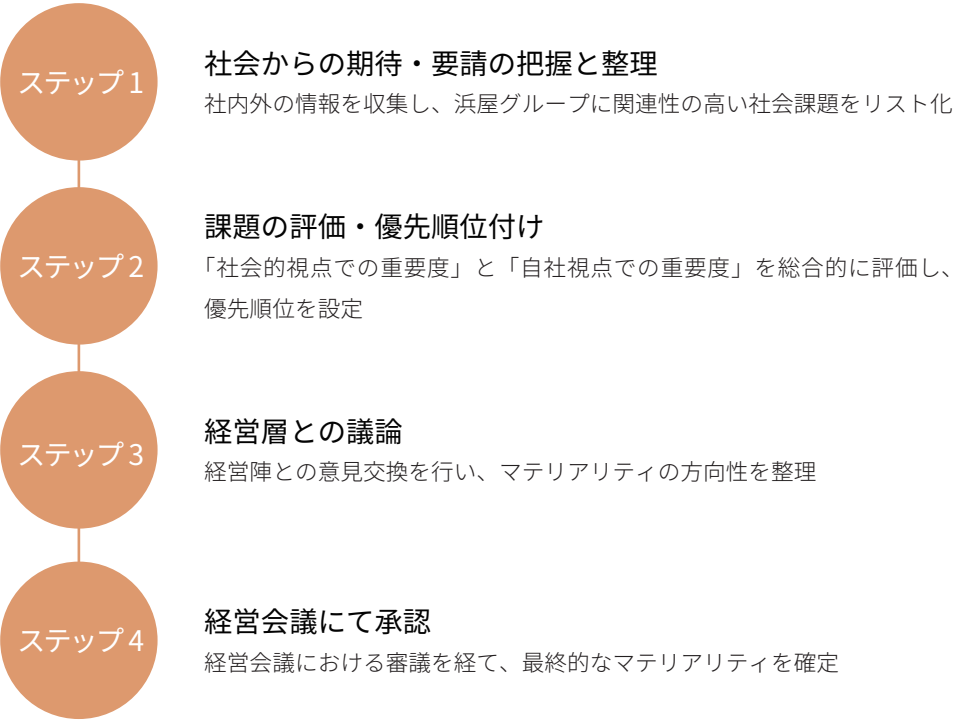 ステップ1
社会からの期待・要請の把握と整理
社内外の情報を収集し、浜屋グループに関連性の高い社会課題をリスト化
ステップ2
課題の評価・優先順位付け
「社会的視点での重要度」と「自社視点での重要度」を総合的に評価し、
優先順位を設定
ステップ3
経営層との議論
経営陣との意見交換を行い、マテリアリティの方向性を整理
ステップ4
経営会議にて承認
経営会議における審議を経て、最終的なマテリアリティを確定